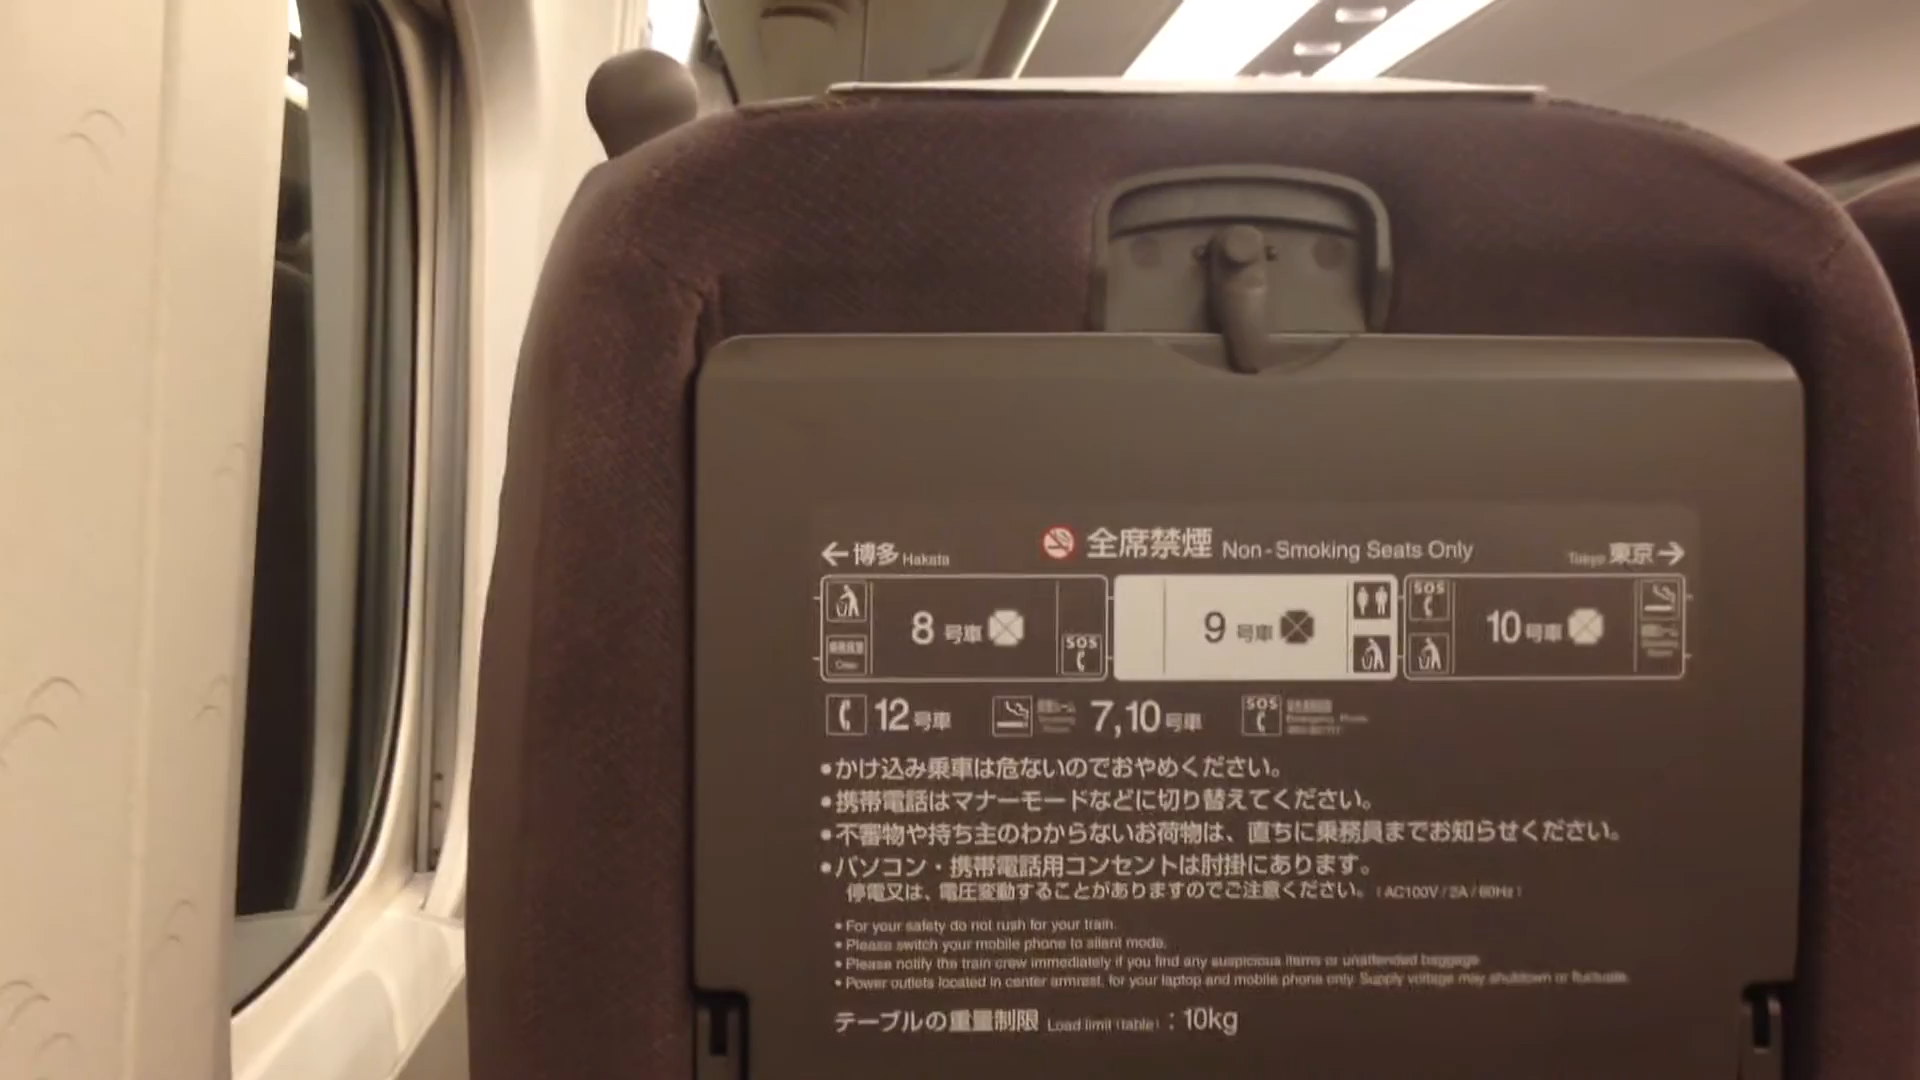 ←博多 Hakata
全席禁煙 Non-Smoking Seats Only
Tokyo 東京→
8号車
SOS
9号車
SOS
10号車
12号車
7,10号車
SOS
•かけ込み乗車は危ないのでおやめください。
•携帯電話はマナーモードなどに切り替えてください。
•不審物や持ち主のわからないお荷物は、直ちに乗務員までお知らせください。
•パソコン・携帯電話用コンセントは肘掛にあります。
停電又は、電圧変動することがありますのでご注意ください。(AC100V/2A/60Hz)
•For your safety do not rush for your train.
•Please switch your mobile phone to silent mode.
•Please notify the train crew immediately if you find any suspicious items or unattended baggage.
•Power outlets located in center armrest, for your laptop and mobile phone only. Supply voltage may shutdown or fluctuate.
テーブルの重量制限 Load limit (table) : 10kg